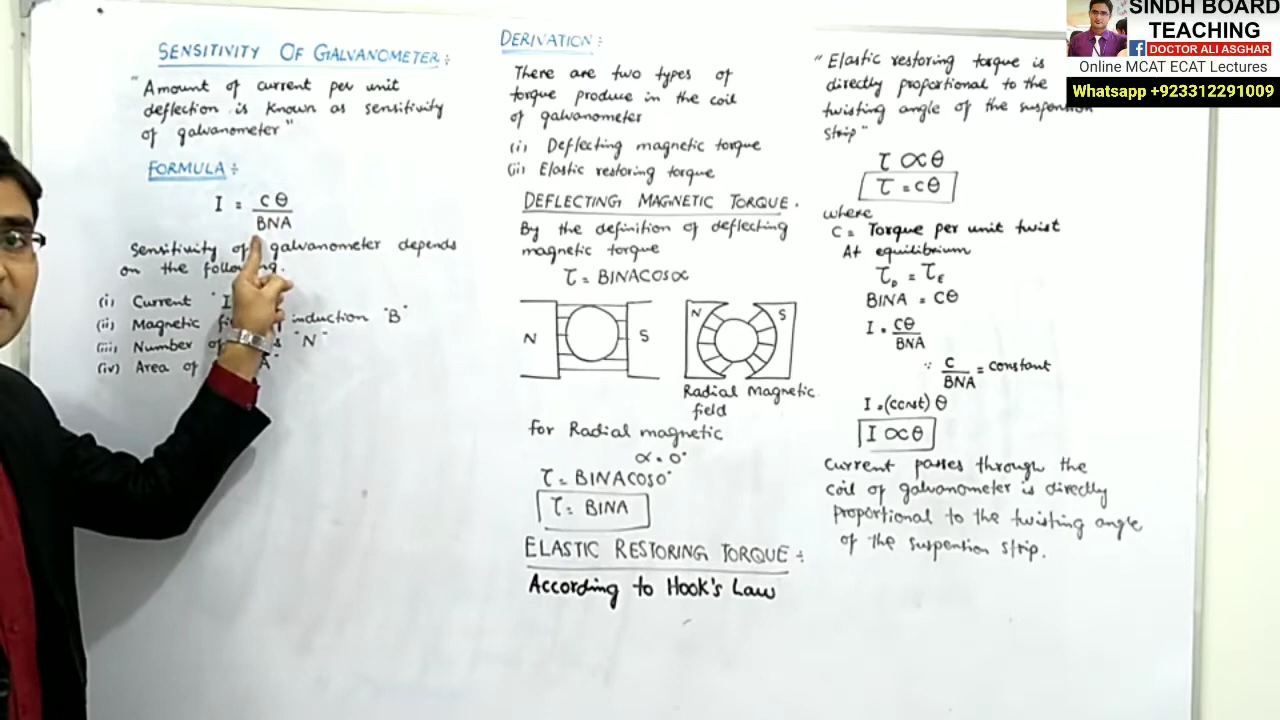 SENSITIVITY OF GALVANOMETER:
"Amount of current per unit
deflection is known as sensitivity
of galvanometer"
FORMULA:
I = Cθ
BNA
Sensitivity of galvanometer depends
on the following.
(i) Current "I
(ii) Magnetic induction "B"
(iii) Number of "N"
(iv) Area of A"
DERIVATION:
There are two types of
torque produce in the coil
of galvanometer
(i) Deflecting magnetic torque
(ii) Elastic restoring torque
DEFLECTING MAGNETIC TORQUE.
By the definition of deflecting
magnetic torque
τ = BINACOSα
N S
N S
Radial Magnetic
field
for Radial magnetic
α = 0°
τ = BINACOS0°
τ = BINA
ELASTIC RESTORING TORQUE:
According to Hook's Law
"Elastic restoring torque is
directly proportional to the
twisting angle of the suspention
strip"
τ ∝ θ
τ = cθ
where
C = Torque per unit twist
At equilibrium
τD = τE
BINA = Cθ
I = Cθ
BNA
∵ C = constant
BNA
I = (const) θ
I ∝ θ
Current passes through the
coil of galvanometer is directly
proportional to the twisting angle
of the suspention strip.
SINDH BOARD
TEACHING
f DOCTOR ALI ASGHAR
Online MCAT ECAT Lectures
Whatsapp +923312291009